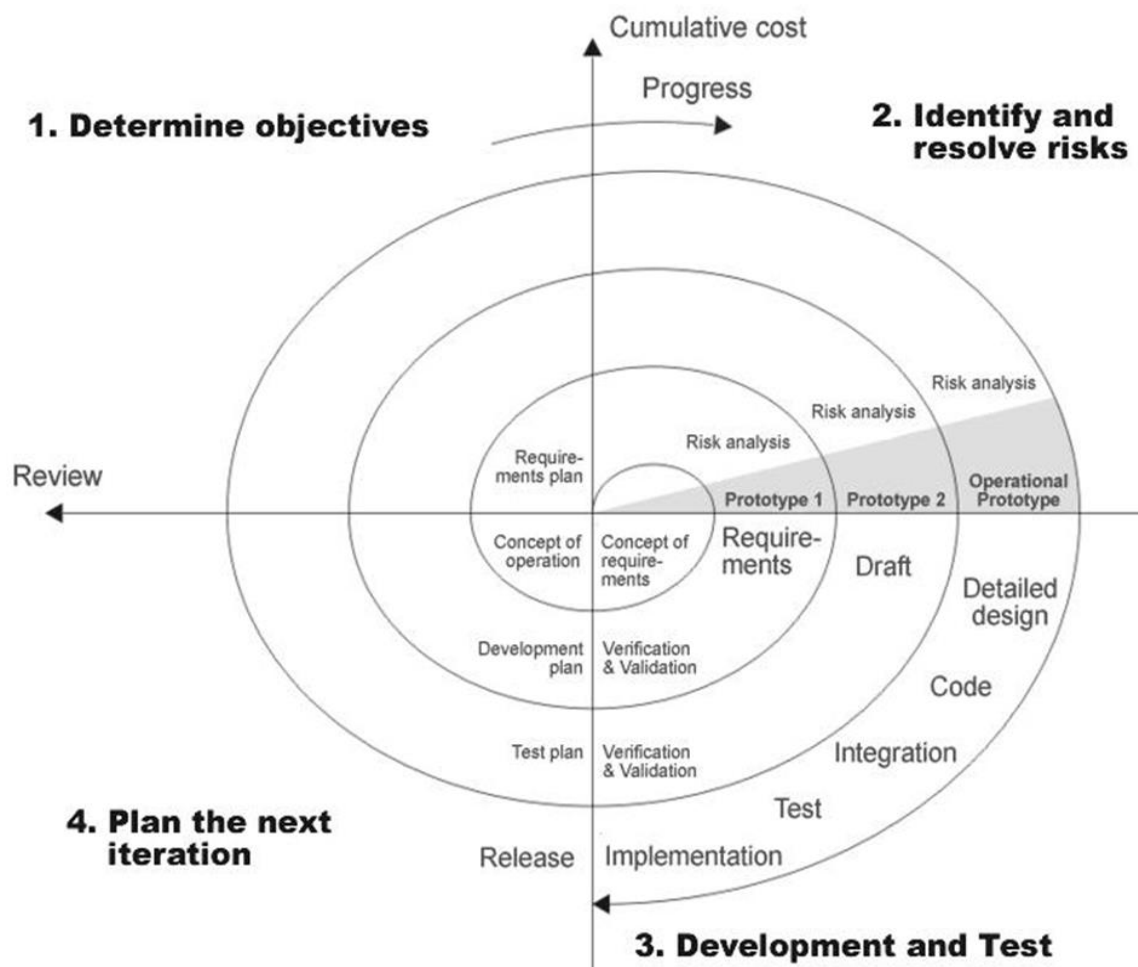 Cumulative cost
Progress
1. Determine objectives
2. Identify and
resolve risks
Risk analysis
Risk analysis
Risk analysis
Require-
ments plan
Review
Prototype 1
Prototype 2
Operational
Prototype
Concept of
operation
Concept of
require-
ments
Require-
ments
Draft
Detailed
design
Development
plan
Verification
& Validation
Code
Test plan
Verification
& Validation
Integration
Test
4. Plan the next
iteration
Release
Implementation
3. Development and Test